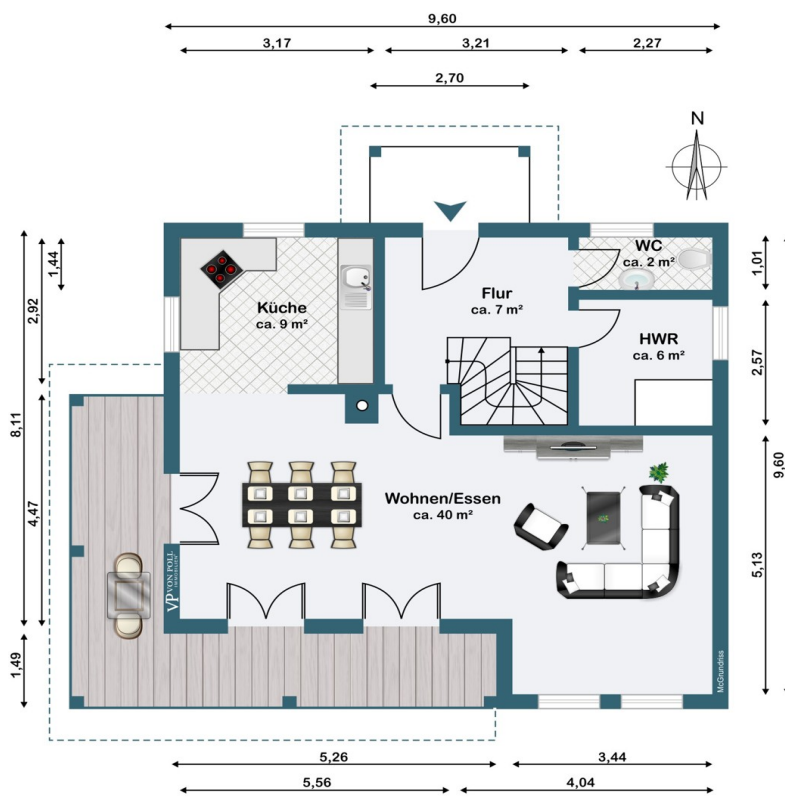 9,60
3,17
3,21
2,27
2,70
N
1,44
2,92
8,11
4,47
1,49
Küche
ca. 9 m²
Flur
ca. 7 m²
WC
ca. 2 m²
HWR
ca. 6 m²
1,01
2,57
9,60
5,13
Wohnen/Essen
ca. 40 m²
VP VON POLL
IMMOBILIEN
McGrundriss
5,26
3,44
5,56
4,04